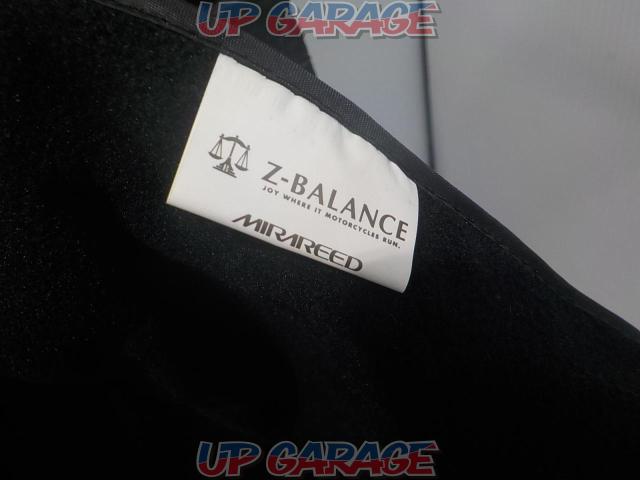 UP GARAGE
Z-BALANCE
JOY WHERE IT MOTORCYCLES RUN.
MIRAREED
UP GARAGE